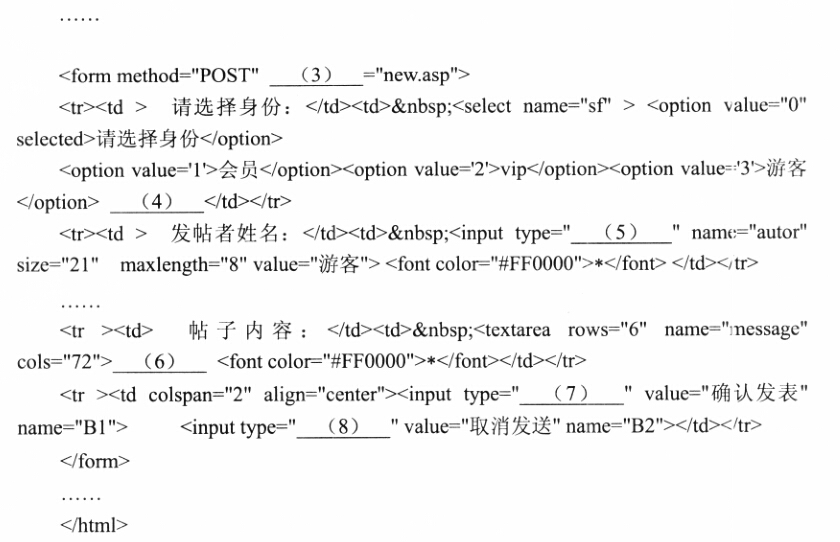 ……
<form method="POST" （3）="new.asp">
<tr><td > 请选择身份：</td><td>&nbsp;<select name="sf" > <option value="0"
selected>请选择身份</option>
<option value='1'>会员</option><option value='2'>vip</option><option value='3'>游客
</option> （4）</td></tr>
<tr><td > 发帖者姓名：</td><td>&nbsp;<input type="（5）" name="autor"
size="21" maxlength="8" value="游客"> <font color="#FF0000">*</font> </td></tr>
……
<tr ><td> 帖子内容：</td><td>&nbsp;<textarea rows="6" name="message"
cols="72">（6） <font color="#FF0000">*</font></td></tr>
<tr ><td colspan="2" align="center"><input type="（7）" value="确认发表"
name="B1"> <input type="（8）" value="取消发送" name="B2"></td></tr>
</form>
……
</html>